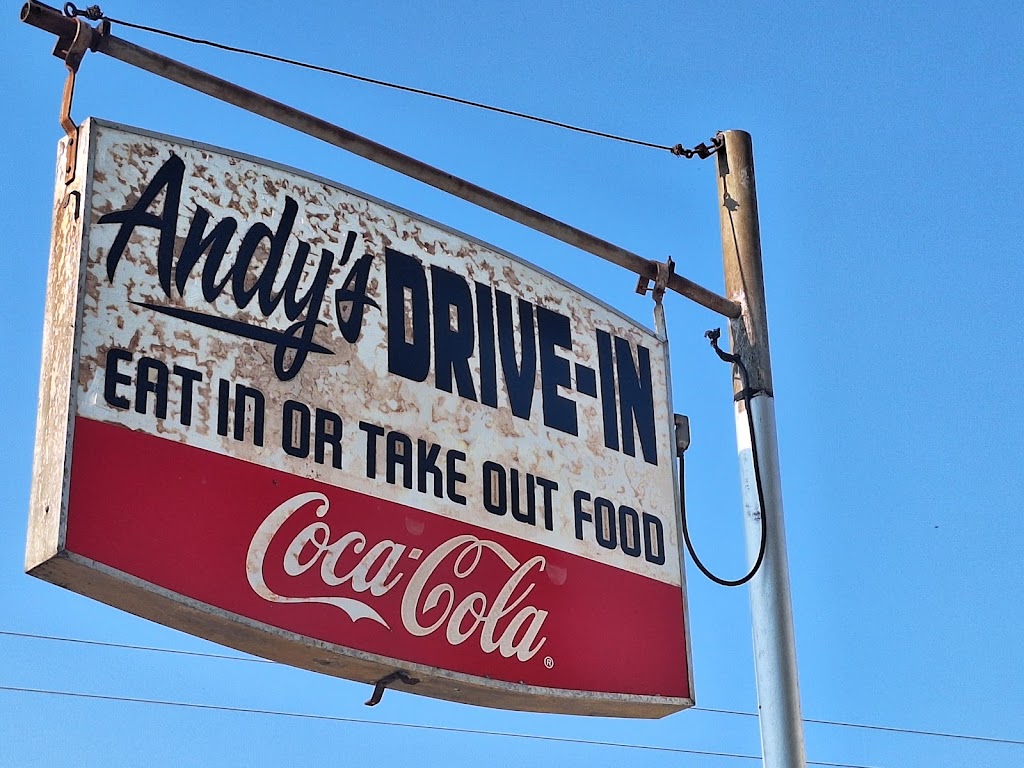 Andy's DRIVE-IN
EAT IN OR TAKE OUT FOOD
Coca-Cola®